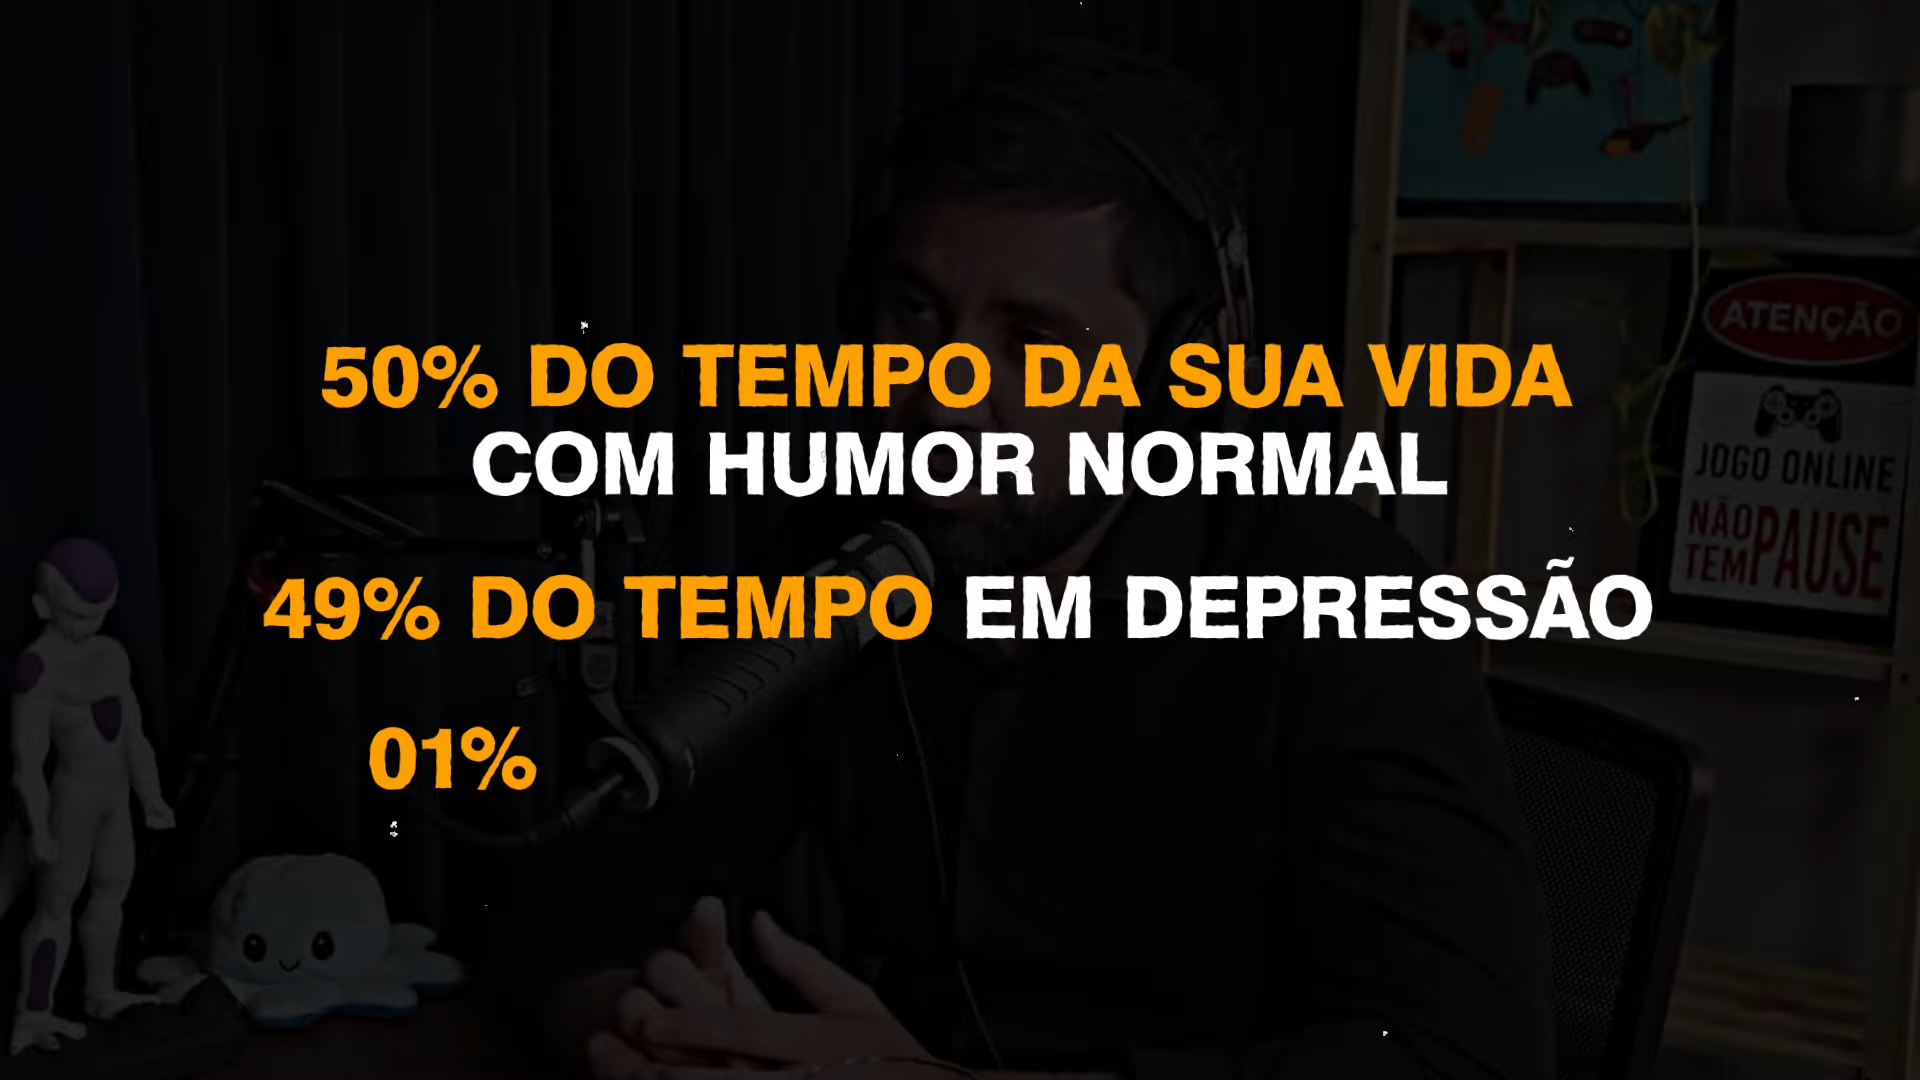 50% DO TEMPO DA SUA VIDA
COM HUMOR NORMAL
49% DO TEMPO EM DEPRESSÃO
01%
ATENÇÃO
JOGO ONLINE
NÃO TEM PAUSE